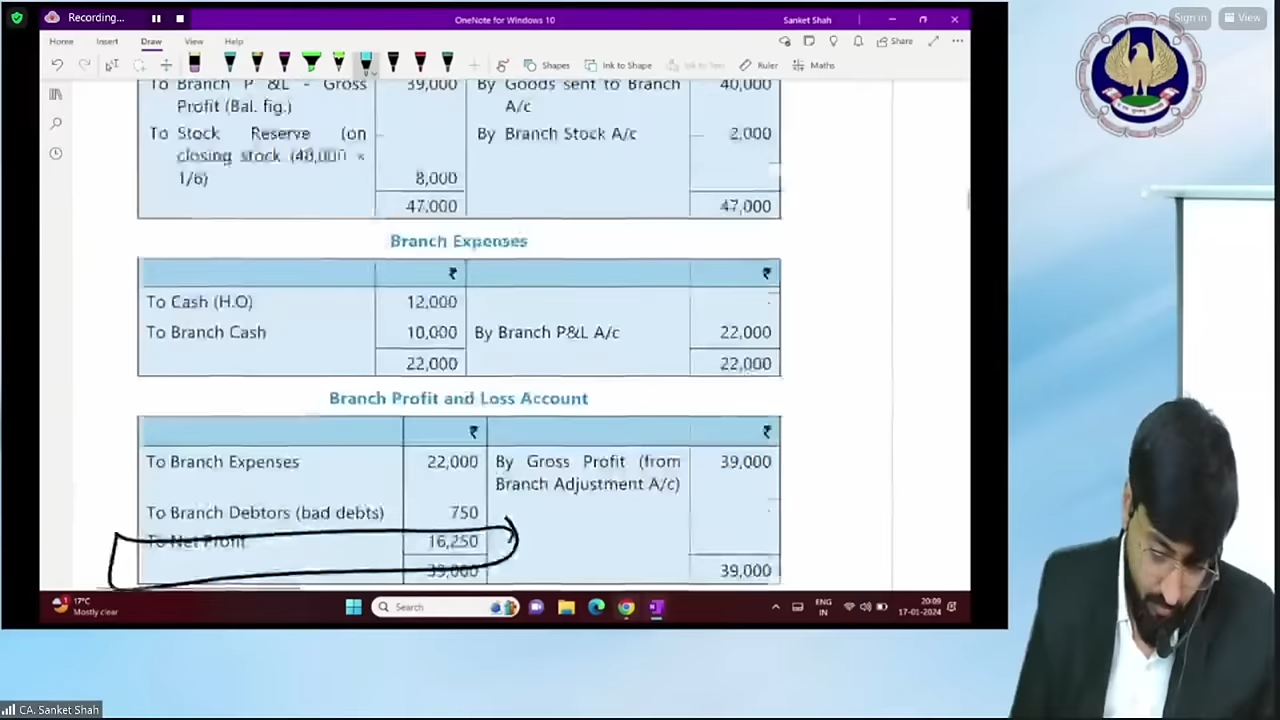 Recording...
OneNote for Windows 10
Sanket Shah
Sign in
View
Home Insert Draw View Help
Share
Shapes
Ink to Shape
Ink to Text
Ruler
Maths
To Branch P &L - Gross Profit (Bal. fig.) 39,000 By Goods sent to Branch A/c 40,000
To Stock Reserve (on closing stock (48,000 × 1/6) 8,000 By Branch Stock A/c 2,000
47,000 47,000
Branch Expenses
₹ ₹
To Cash (H.O) 12,000
To Branch Cash 10,000 By Branch P&L A/c 22,000
22,000 22,000
Branch Profit and Loss Account
₹ ₹
To Branch Expenses 22,000 By Gross Profit (from Branch Adjustment A/c) 39,000
To Branch Debtors (bad debts) 750
To Net Profit 16,250
39,000 39,000
17°C
Mostly clear
Search
ENG
IN
20:09
17-01-2024
CA. Sanket Shah